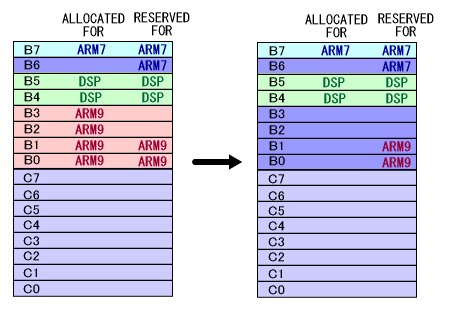 ALLOCATED FOR RESERVED FOR
B7 ARM7 ARM7
B6 ARM7
B5 DSP DSP
B4 DSP DSP
B3 ARM9
B2 ARM9
B1 ARM9 ARM9
B0 ARM9 ARM9
C7
C6
C5
C4
C3
C2
C1
C0
ALLOCATED FOR RESERVED FOR
B7 ARM7 ARM7
B6 ARM7
B5 DSP DSP
B4 DSP DSP
B3
B2
B1 ARM9
B0 ARM9
C7
C6
C5
C4
C3
C2
C1
C0